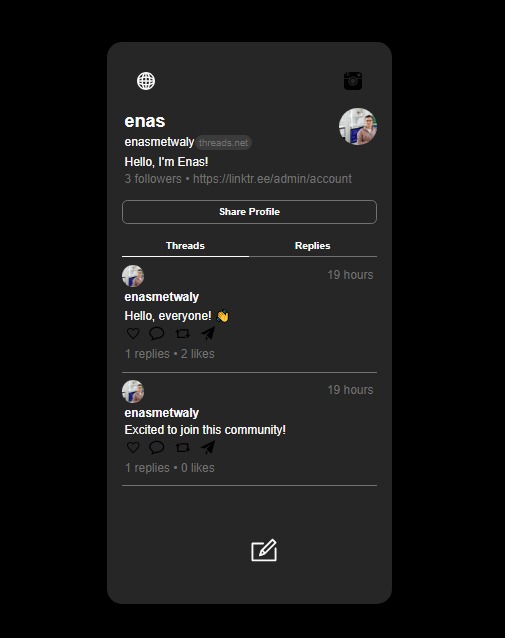 enas
enasmetwaly threads.net
Hello, I'm Enas!
3 followers • https://linktr.ee/admin/account
Share Profile
Threads Replies
19 hours
enasmetwaly
Hello, everyone! 👋
1 replies • 2 likes
19 hours
enasmetwaly
Excited to join this community!
1 replies • 0 likes